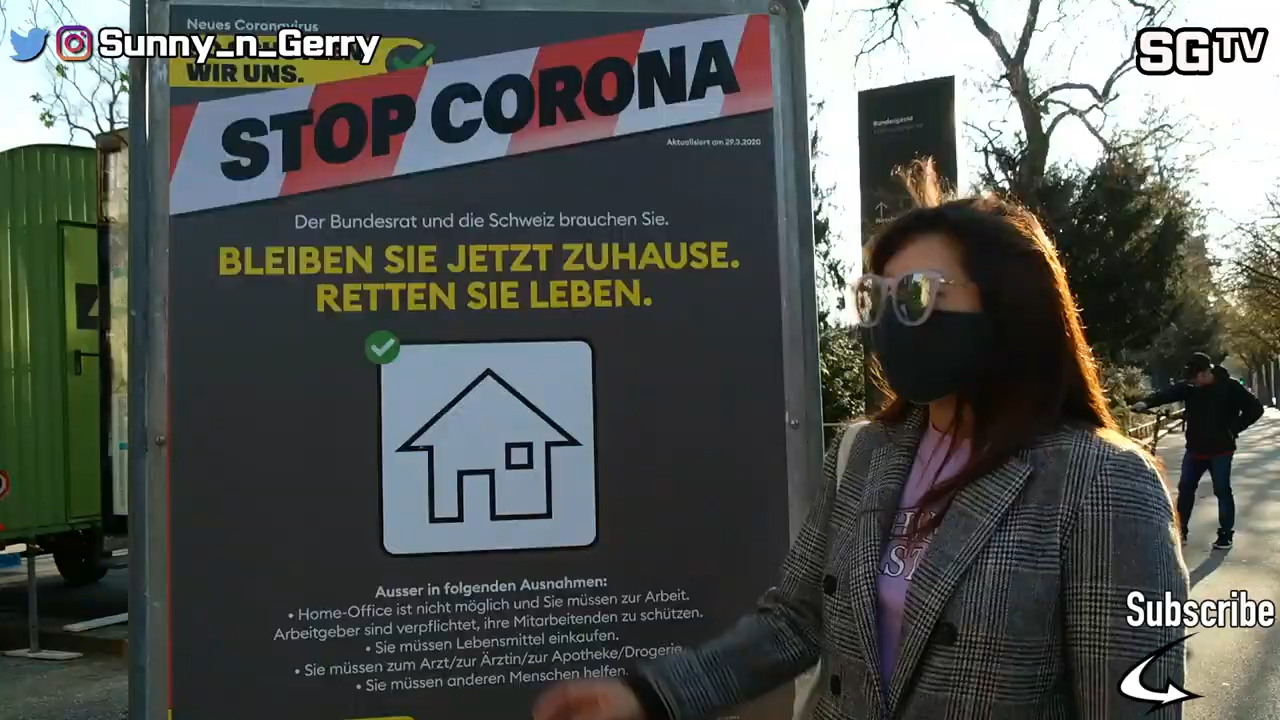 Neues Coronavirus
Sunny_n_Gerry
WIR UNS.
SGTV
STOP CORONA
Aktualisiert am 29.3.2020
Bundesgasse
Der Bundesrat und die Schweiz brauchen Sie.
BLEIBEN SIE JETZT ZUHAUSE.
RETTEN SIE LEBEN.
Ausser in folgenden Ausnahmen:
• Home-Office ist nicht möglich und Sie müssen zur Arbeit.
Arbeitgeber sind verpflichtet, ihre Mitarbeitenden zu schützen.
• Sie müssen Lebensmittel einkaufen.
• Sie müssen zum Arzt/zur Ärztin/zur Apotheke/Drogerie
• Sie müssen anderen Menschen helfen.
Subscribe